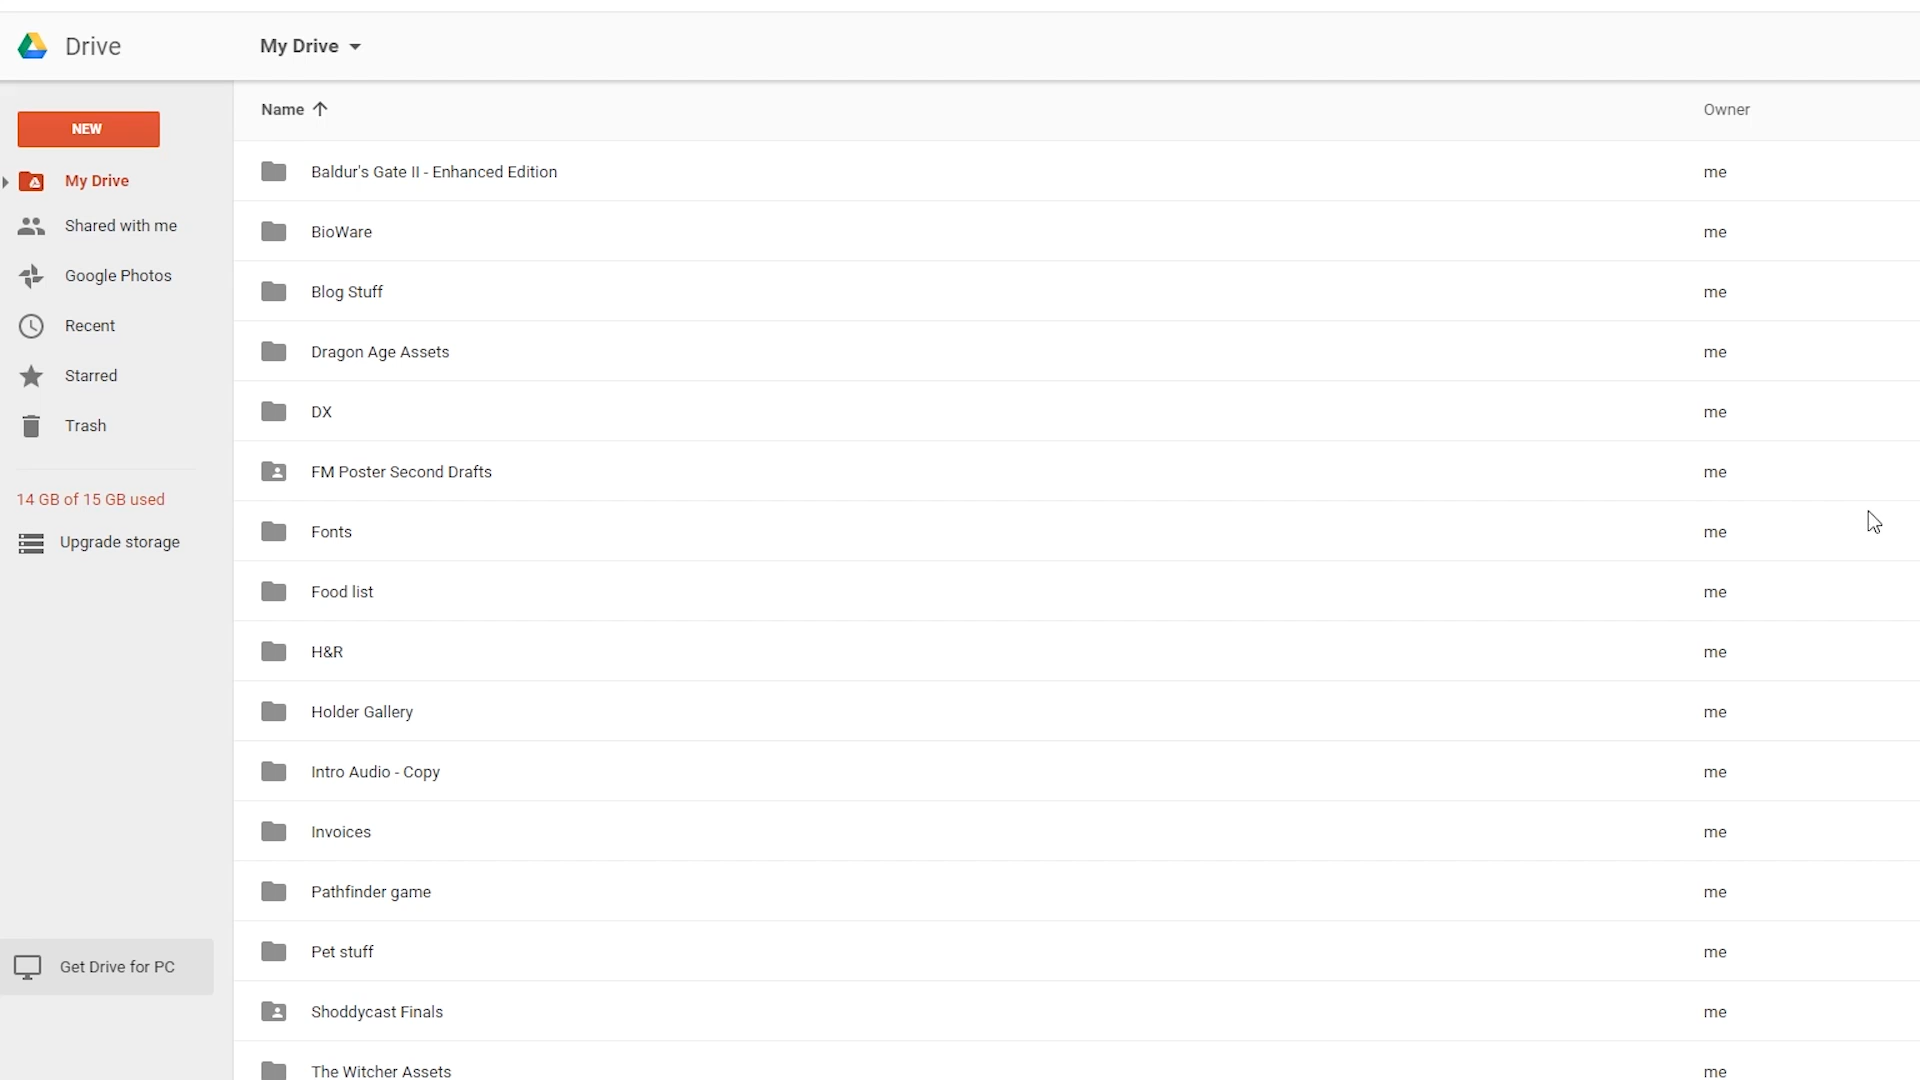 Drive
My Drive
NEW
My Drive
Shared with me
Google Photos
Recent
Starred
Trash
14 GB of 15 GB used
Upgrade storage
Get Drive for PC
Name Owner
Baldur's Gate II - Enhanced Edition me
BioWare me
Blog Stuff me
Dragon Age Assets me
DX me
FM Poster Second Drafts me
Fonts me
Food list me
H&R me
Holder Gallery me
Intro Audio - Copy me
Invoices me
Pathfinder game me
Pet stuff me
Shoddycast Finals me
The Witcher Assets me